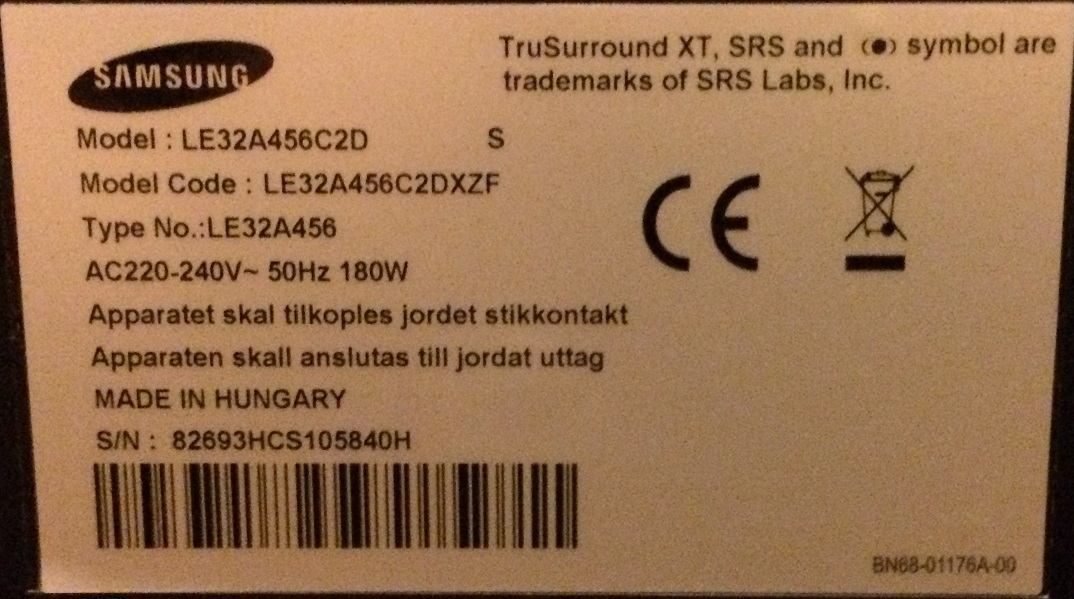 SAMSUNG
TruSurround XT, SRS and (●) symbol are
trademarks of SRS Labs, Inc.
Model : LE32A456C2D S
Model Code : LE32A456C2DXZF
Type No.:LE32A456
AC220-240V~ 50Hz 180W
Apparatet skal tilkoples jordet stikkontakt
Apparaten skall anslutas till jordat uttag
MADE IN HUNGARY
S/N : 82693HCS105840H
CE
BN68-01176A-00